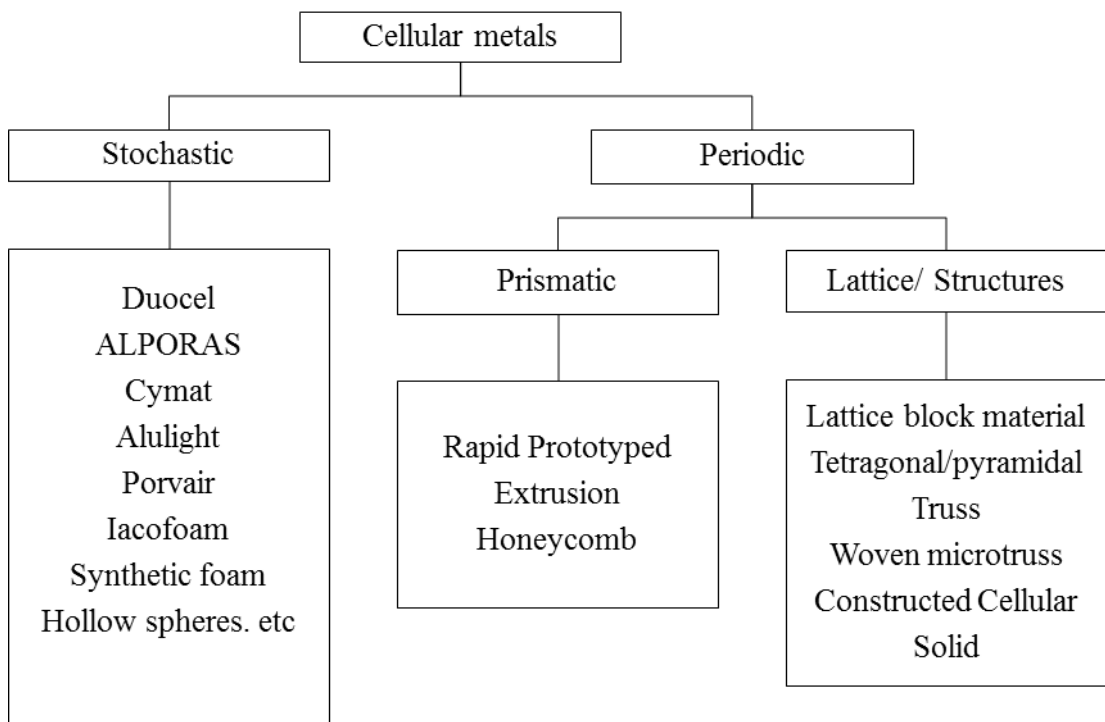 Cellular metals
Stochastic
Periodic
Prismatic
Lattice/ Structures
Duocel
ALPORAS
Cymat
Alulight
Porvair
Iacofoam
Synthetic foam
Hollow spheres. etc
Rapid Prototyped
Extrusion
Honeycomb
Lattice block material
Tetragonal/pyramidal
Truss
Woven microtruss
Constructed Cellular
Solid